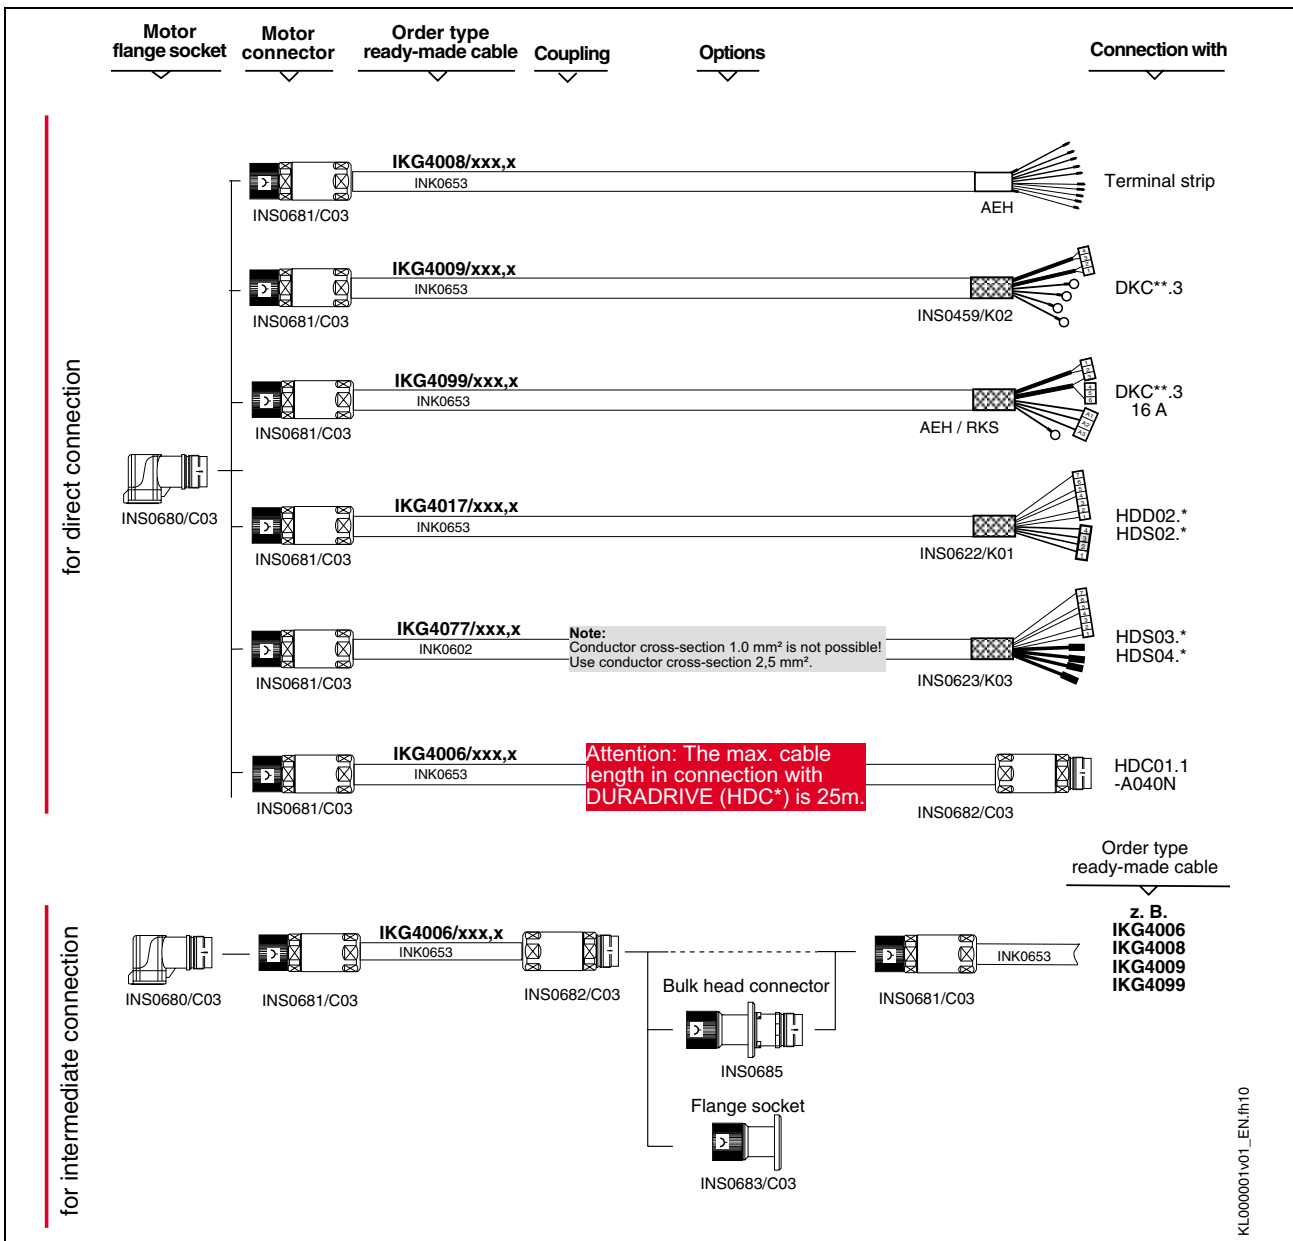 Motor
flange socket
Motor
connector
Order type
ready-made cable
Coupling
Options
Connection with
for direct connection
IKG4008/xxx,x
INK0653
INS0681/C03
AEH
Terminal strip
IKG4009/xxx,x
INK0653
INS0681/C03
INS0459/K02
DKC**.3
IKG4099/xxx,x
INK0653
INS0681/C03
AEH / RKS
DKC**.3
16 A
INS0680/C03
IKG4017/xxx,x
INK0653
INS0681/C03
INS0622/K01
HDD02.*
HDS02.*
IKG4077/xxx,x
INK0602
INS0681/C03
Note:
Conductor cross-section 1.0 mm² is not possible!
Use conductor cross-section 2,5 mm².
INS0623/K03
HDS03.*
HDS04.*
IKG4006/xxx,x
INK0653
INS0681/C03
Attention: The max. cable
length in connection with
DURADRIVE (HDC*) is 25m.
INS0682/C03
HDC01.1
-A040N
Order type
ready-made cable
z. B.
IKG4006
IKG4008
IKG4009
IKG4099
for intermediate connection
INS0680/C03
IKG4006/xxx,x
INK0653
INS0681/C03
INS0682/C03
INS0681/C03
INK0653
Bulk head connector
INS0685
Flange socket
INS0683/C03
KL000001v01_EN.fh10